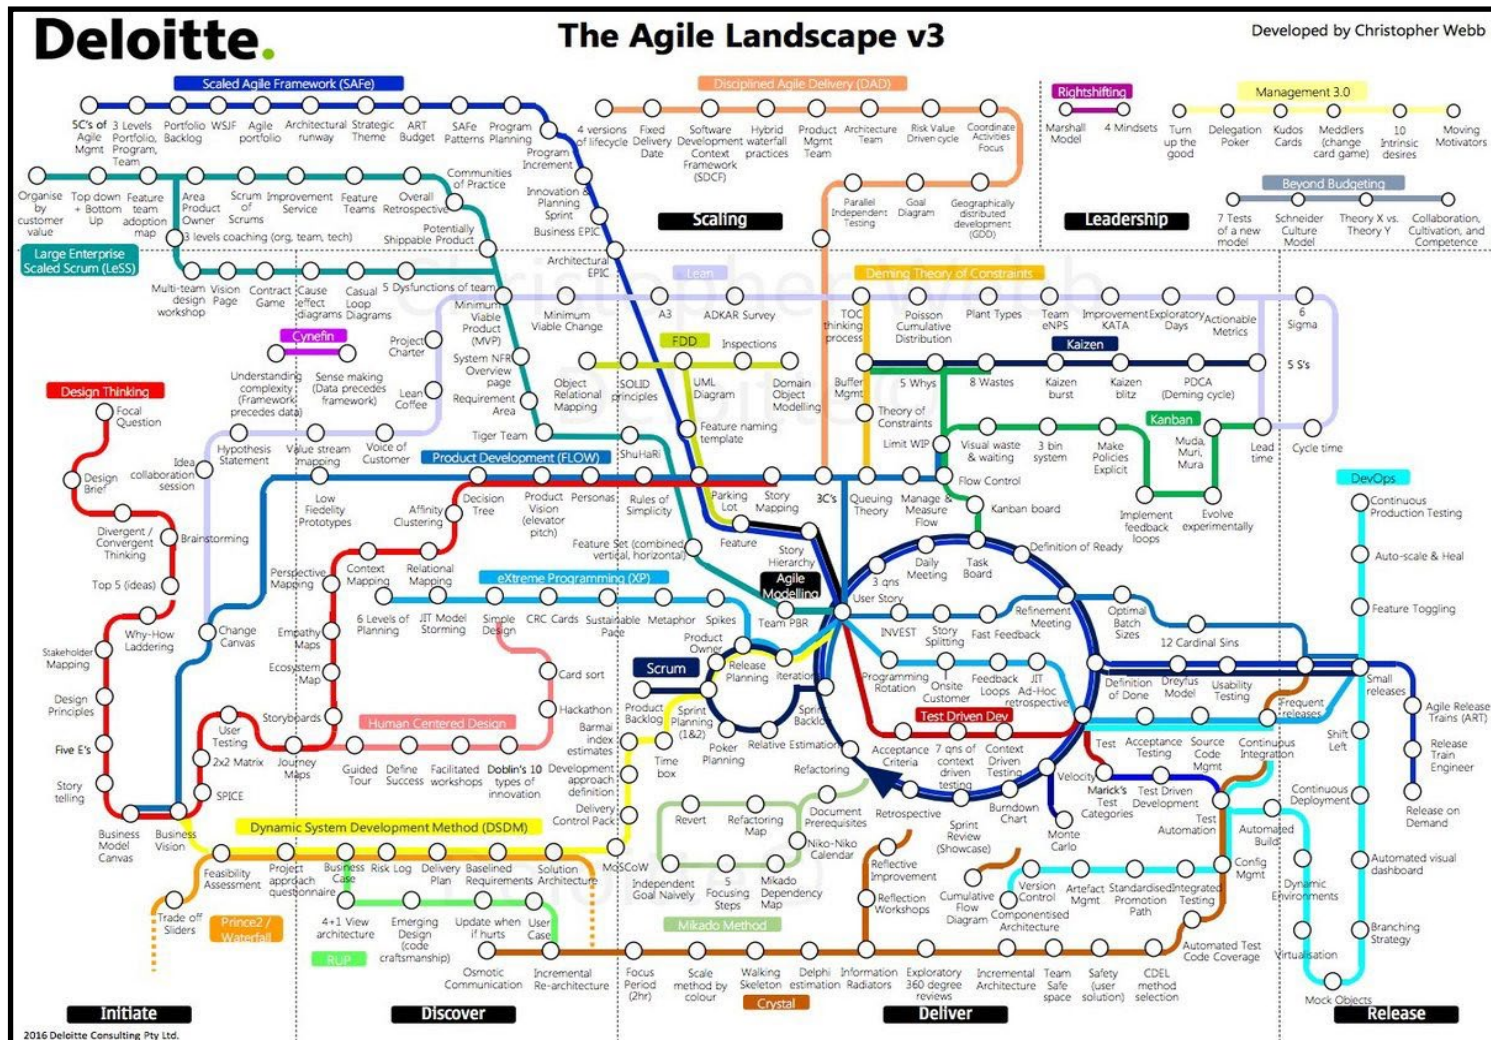 Deloitte.
The Agile Landscape v3
Developed by Christopher Webb
Scaled Agile Framework (SAFe)
5C's of
Agile
Mgmt
3 Levels
Portfolio,
Program,
Team
Portfolio
Backlog
WSJF
Agile
portfolio
Architectural
runway
Strategic
Theme
ART
Budget
SAFe
Patterns
Program
Planning
Program
Increment
Innovation &
Planning
Sprint
Business EPIC
Architectural
EPIC
Disciplined Agile Delivery (DAD)
4 versions
of lifecycle
Fixed
Delivery
Date
Software
Development
Context
Framework
(SDCF)
Hybrid
waterfall
practices
Product
Mgmt
Team
Architecture
Team
Risk Value
Driven cycle
Coordinate
Activities
Focus
Parallel
Independent
Testing
Goal
Diagram
Geographically
distributed
development
(GDD)
Scaling
Rightshifting
Marshall
Model
4 Mindsets
Management 3.0
Turn
up the
good
Delegation
Poker
Kudos
Cards
Meddlers
(change
card game)
10
Intrinsic
desires
Moving
Motivators
Beyond Budgeting
7 Tests
of a new
model
Schneider
Culture
Model
Theory X vs.
Theory Y
Collaboration,
Cultivation, and
Competence
Leadership
Organise
by
customer
value
Top down
+ Bottom
Up
Feature
team
adoption
map
Area
Product
Owner
Scrum
of
Scrums
Improvement
Service
Feature
Teams
Overall
Retrospective
Communities
of Practice
Potentially
Shippable Product
3 levels coaching (org, team, tech)
Large Enterprise
Scaled Scrum (LeSS)
Multi-team
design
workshop
Vision
Page
Contract
Game
Cause
effect
diagrams
Casual
Loop
Diagrams
5 Dysfunctions of team
Minimum
Viable
Product
(MVP)
System NFR
Overview
page
Requirement
Area
Tiger Team
ShuHaRi
Feature Set (combined,
vertical, horizontal)
Team PBR
Lean
Minimum
Viable Change
A3
ADKAR Survey
Deming Theory of Constraints
TOC
thinking
process
Poisson
Cumulative
Distribution
Plant Types
Team
eNPS
Improvement
KATA
Exploratory
Days
Actionable
Metrics
6
Sigma
5 S's
Lead
time
Cycle time
Kaizen
Buffer
Mgmt
5 Whys
8 Wastes
Kaizen
burst
Kaizen
blitz
PDCA
(Deming cycle)
Theory of
Constraints
Kanban
Limit WIP
Visual waste
& waiting
3 bin
system
Make
Policies
Explicit
Muda,
Muri,
Mura
Implement
feedback
loops
Evolve
experimentally
Flow Control
Kanban board
Cynefin
Understanding
complexity
(Framework
precedes data)
Sense making
(Data precedes
framework)
Project
Charter
Lean
Coffee
Hypothesis
Statement
Value stream
mapping
Voice of
Customer
Idea
collaboration
session
FDD
Inspections
Object
Relational
Mapping
SOLID
principles
UML
Diagram
Domain
Object
Modelling
Feature naming
template
Parking
Lot
Feature
Story
Hierarchy
Product Development (FLOW)
Low
Fiedelity
Prototypes
Decision
Tree
Product
Vision
(elevator
pitch)
Personas
Rules of
Simplicity
Story
Mapping
3C's
Queuing
Theory
Manage &
Measure
Flow
Design Thinking
Focal
Question
Design
Brief
Divergent /
Convergent
Thinking
Brainstorming
Top 5 (ideas)
Why-How
Laddering
Stakeholder
Mapping
Design
Principles
Five E's
Story
telling
Business
Model
Canvas
Business
Vision
SPICE
2x2 Matrix
User
Testing
Journey
Maps
Storyboards
Ecosystem
Map
Empathy
Maps
Perspective
Mapping
Context
Mapping
Relational
Mapping
Affinity
Clustering
Change
Canvas
eXtreme Programming (XP)
6 Levels of
Planning
JIT Model
Storming
Simple
Design
CRC Cards
Sustainable
Pace
Metaphor
Spikes
Agile
Modelling
Product
Owner
Release
Planning
iteration
Card sort
Hackathon
Human Centered Design
Guided
Tour
Define
Success
Facilitated
workshops
Doblin's 10
types of
innovation
Scrum
Product
Backlog
Sprint
Planning
(1&2)
Poker
Planning
Relative Estimation
Sprint
Backlog
3 qns
Daily
Meeting
Task
Board
Definition of Ready
User Story
INVEST
Story
Splitting
Fast Feedback
Refinement
Meeting
Optimal
Batch
Sizes
12 Cardinal Sins
Programming
Rotation
Onsite
Customer
Feedback
Loops
JIT
Ad-Hoc
retrospective
Definition
of Done
Dreyfus
Model
Usability
Testing
Frequent
releases
Small
releases
Test Driven Dev
Acceptance
Criteria
7 qns of
context
driven
testing
Context
Driven
Testing
Test
Acceptance
Testing
Source
Code
Mgmt
Continuous
Integration
Velocity
Marick's
Test
Categories
Test Driven
Development
Test
Automation
Monte
Carlo
Burndown
Chart
Sprint
Review
(Showcase)
Retrospective
Refactoring
DevOps
Continuous
Production Testing
Auto-scale & Heal
Feature Toggling
Shift
Left
Continuous
Deployment
Automated visual
dashboard
Branching
Strategy
Mock Objects
Virtualisation
Dynamic
Environments
Automated
Build
Agile Release
Trains (ART)
Release
Train
Engineer
Release on
Demand
Barmai
index
estimates
Time
box
Development
approach
definition
Delivery
Control Pack
MoSCoW
Dynamic System Development Method (DSDM)
Feasibility
Assessment
Project
approach
questionnaire
Business
Case
Risk Log
Delivery
Plan
Baselined
Requirements
Solution
Architecture
Trade off
Sliders
Prince2 /
Waterfall
RUP
4+1 View
architecture
Emerging
Design
(code
craftsmanship)
Update when
if hurts
User
Case
Revert
Refactoring
Map
Document
Prerequisites
Niko-Niko
Calendar
Independent
Goal Naively
5
Focusing
Steps
Mikado
Dependency
Map
Mikado Method
Reflective
Improvement
Reflection
Workshops
Cumulative
Flow
Diagram
Version
Control
Artefact
Mgmt
Standardised
Promotion
Path
Integrated
Testing
Config
Mgmt
Componentised
Architecture
Automated Test
Code Coverage
Osmotic
Communication
Incremental
Re-architecture
Focus
Period
(2hr)
Scale
method by
colour
Walking
Skeleton
Delphi
estimation
Information
Radiators
Exploratory
360 degree
reviews
Incremental
Architecture
Team
Safe
space
Safety
(user
solution)
CDEL
method
selection
Crystal
Initiate
Discover
Deliver
Release
2016 Deloitte Consulting Pty Ltd.